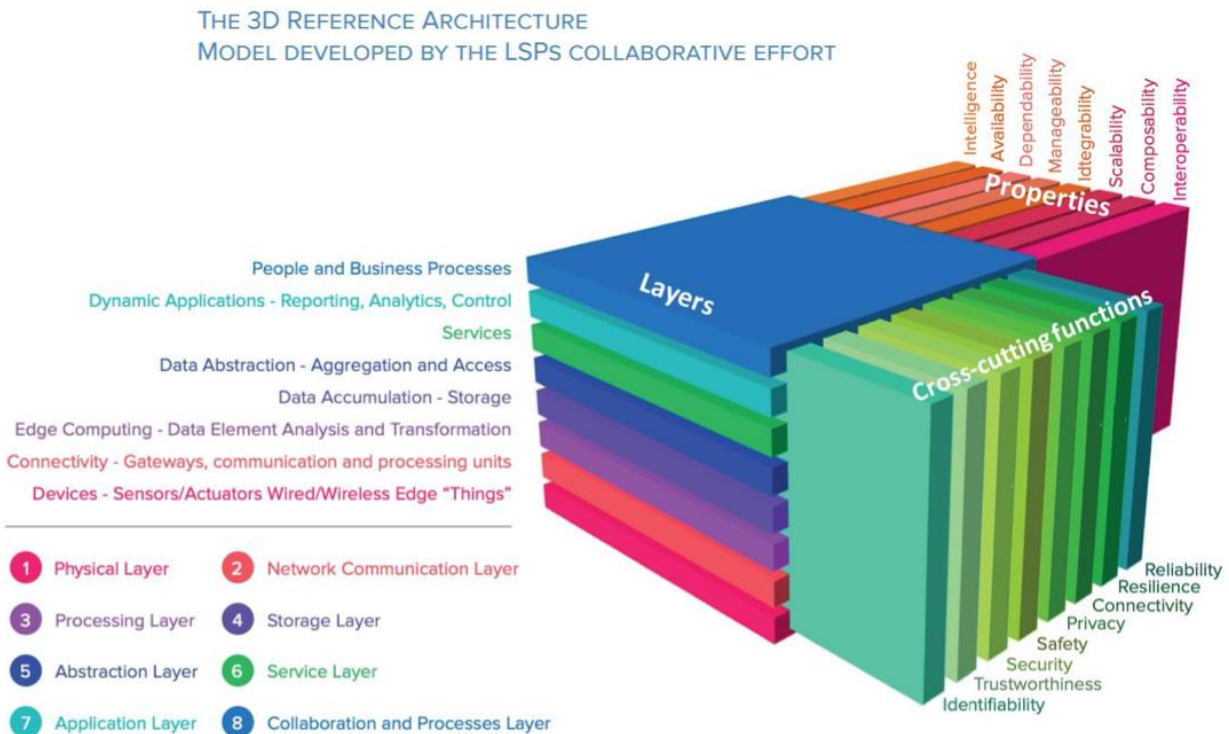 THE 3D REFERENCE ARCHITECTURE
MODEL DEVELOPED BY THE LSPS COLLABORATIVE EFFORT
Intelligence
Availability
Dependability
Manageability
Idtegrability
Scalability
Composability
Interoperability
Properties
Layers
Cross-cutting functions
People and Business Processes
Dynamic Applications - Reporting, Analytics, Control
Services
Data Abstraction - Aggregation and Access
Data Accumulation - Storage
Edge Computing - Data Element Analysis and Transformation
Connectivity - Gateways, communication and processing units
Devices - Sensors/Actuators Wired/Wireless Edge "Things"
Reliability
Resilience
Connectivity
Privacy
Safety
Security
Trustworthiness
Identifiability
1 Physical Layer
2 Network Communication Layer
3 Processing Layer
4 Storage Layer
5 Abstraction Layer
6 Service Layer
7 Application Layer
8 Collaboration and Processes Layer